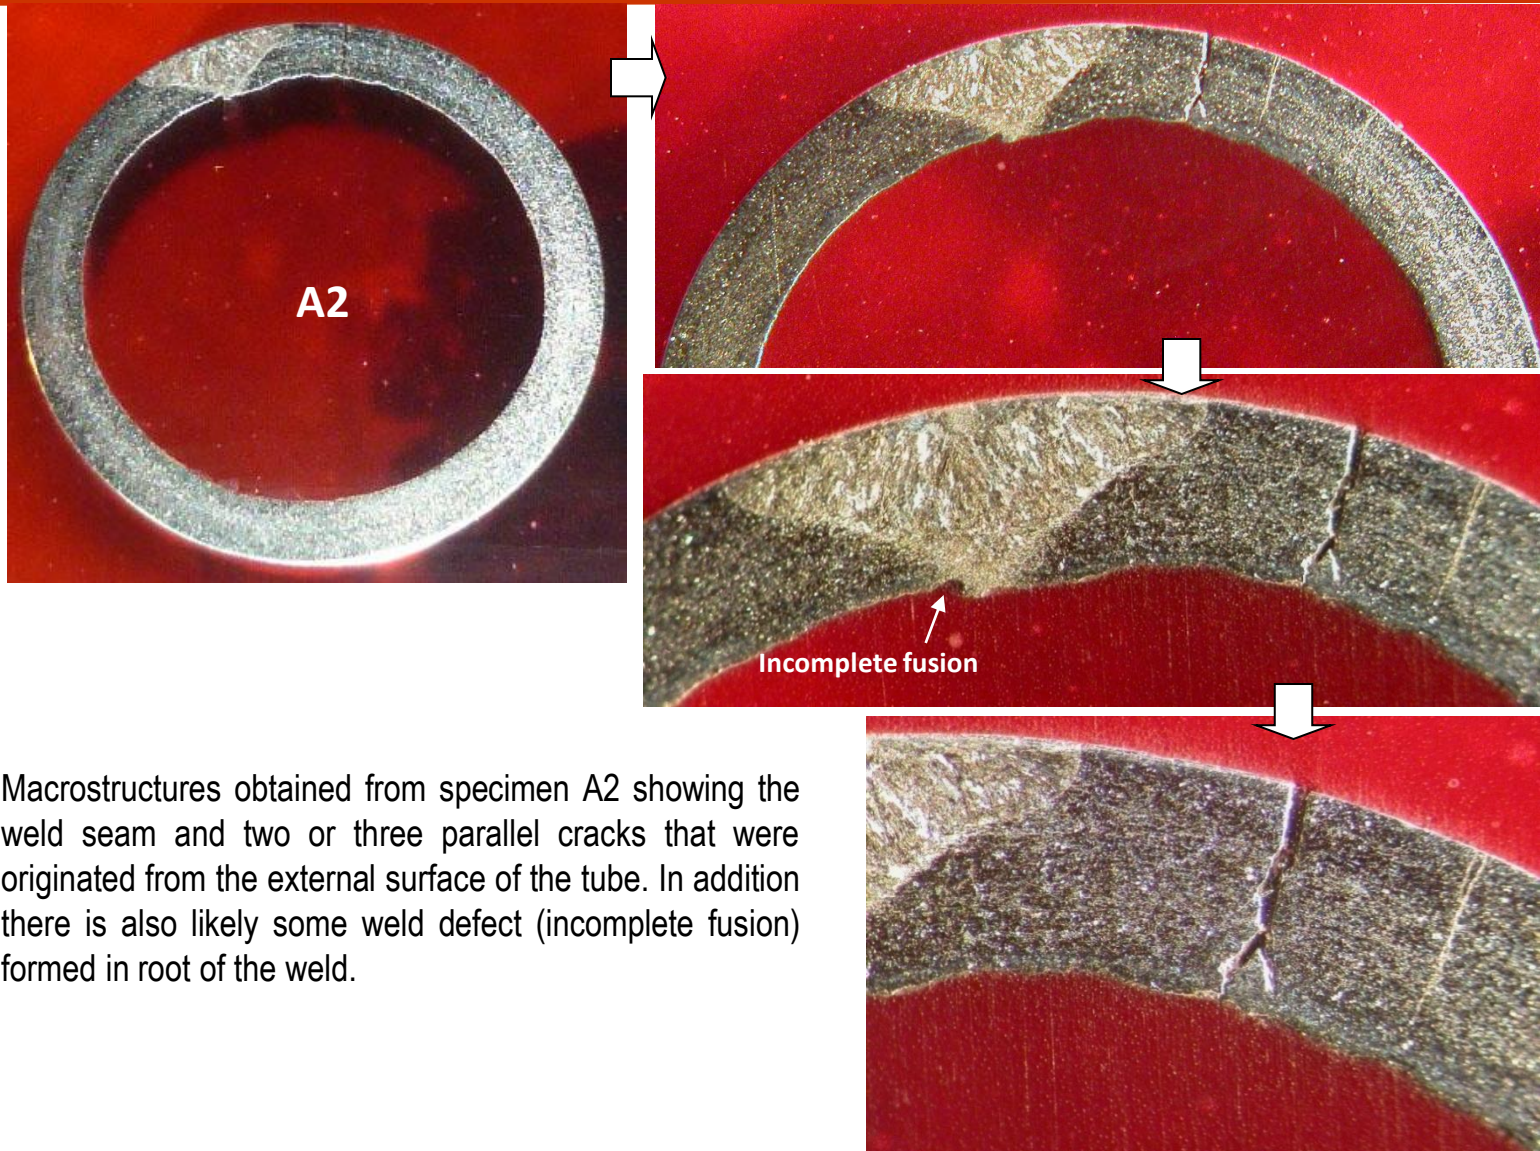 A2
Incomplete fusion
Macrostructures obtained from specimen A2 showing the
weld seam and two or three parallel cracks that were
originated from the external surface of the tube. In addition
there is also likely some weld defect (incomplete fusion)
formed in root of the weld.